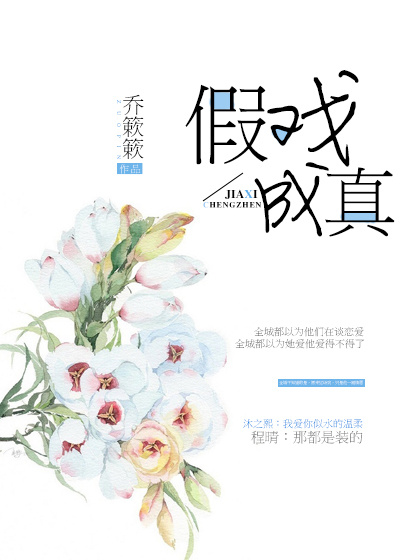 假戏成真
JIAXI
CHENGZHEN
乔簌簌
作品
全城都以为他们在谈恋爱
全城都以为她爱他爱得不得了
沐之熙：我爱你似水的温柔
程晴：那都是装的